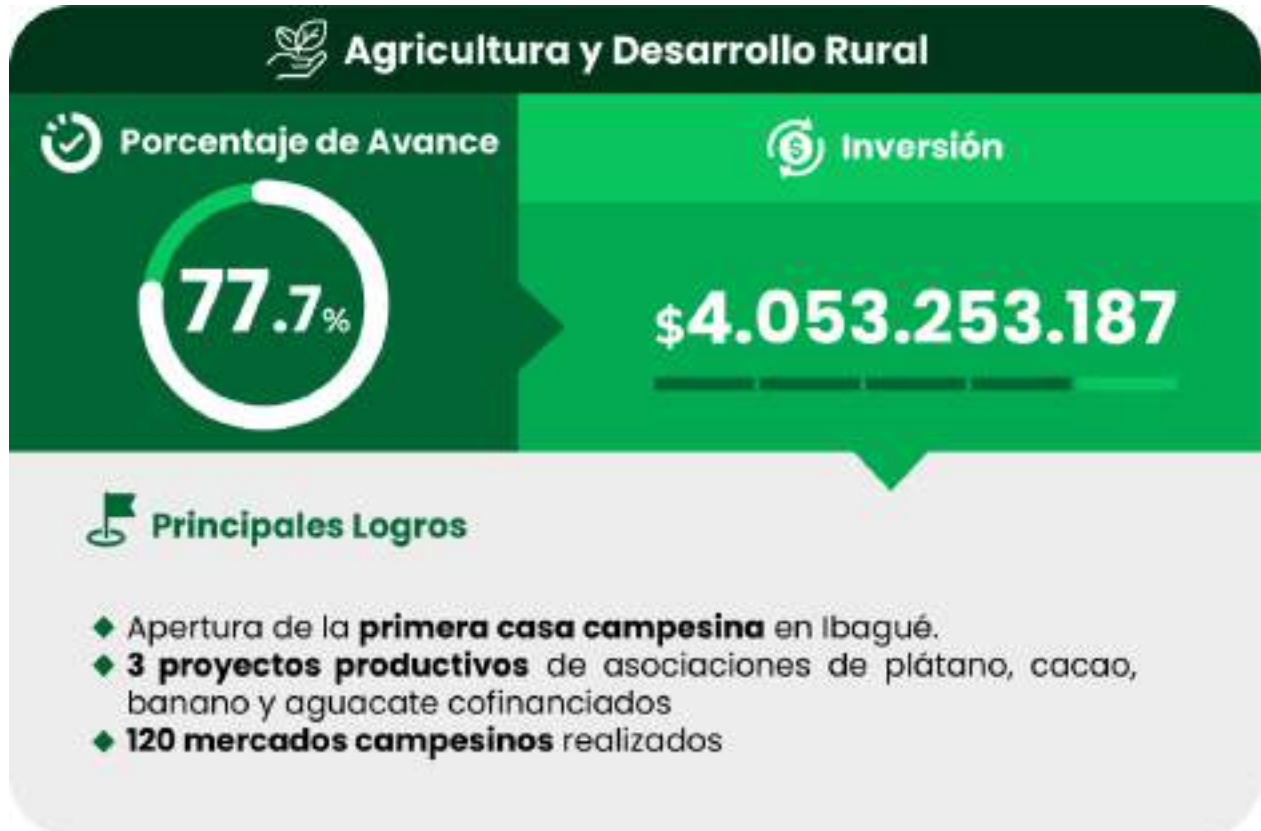 Agricultura y Desarrollo Rural
Porcentaje de Avance
77.7%
Inversión
$4.053.253.187
Principales Logros
Apertura de la primera casa campesina en Ibagué.
3 proyectos productivos de asociaciones de plátano, cacao,
banano y aguacate cofinanciados
120 mercados campesinos realizados